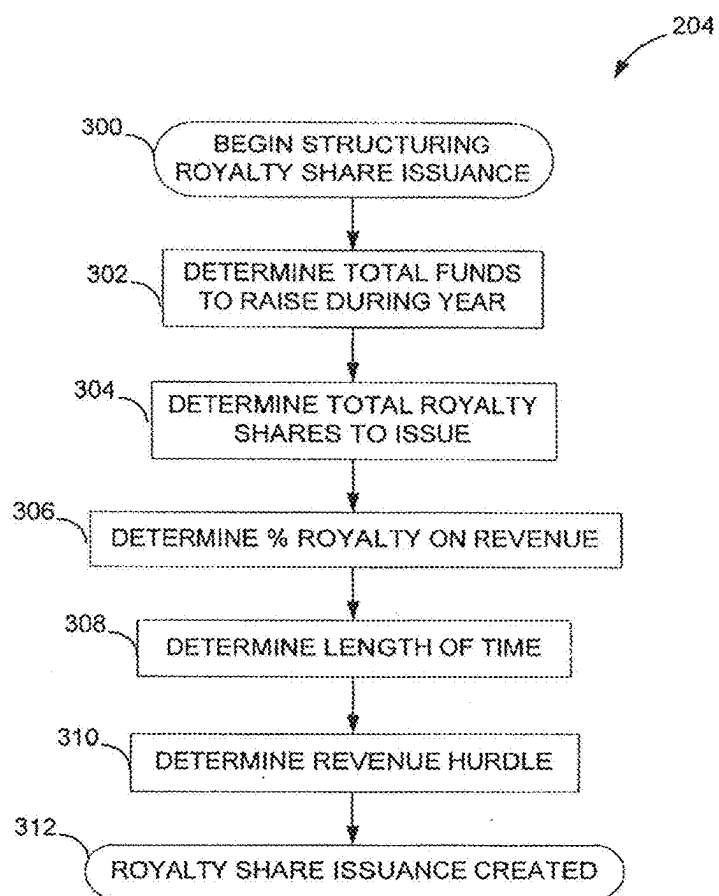 204
300
BEGIN STRUCTURING
ROYALTY SHARE ISSUANCE
302
DETERMINE TOTAL FUNDS
TO RAISE DURING YEAR
304
DETERMINE TOTAL ROYALTY
SHARES TO ISSUE
306
DETERMINE % ROYALTY ON REVENUE
308
DETERMINE LENGTH OF TIME
310
DETERMINE REVENUE HURDLE
312
ROYALTY SHARE ISSUANCE CREATED